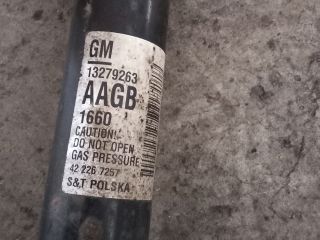 GM
13279263
AAGB
1660
CAUTION!
DO NOT OPEN
GAS PRESSURE
42 226 7257
S&T POLSKA